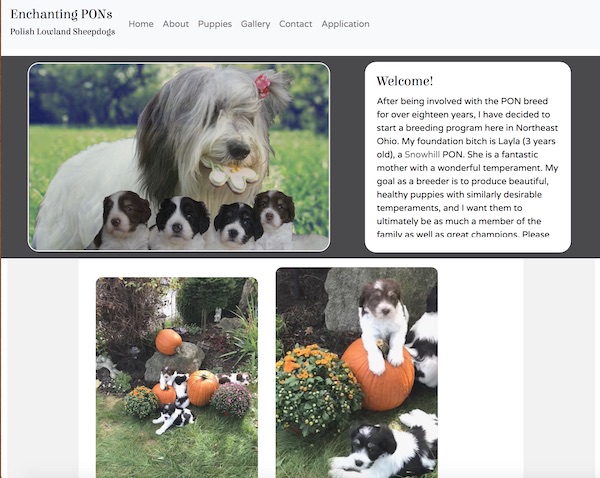 Enchanting PONs
Polish Lowland Sheepdogs
Home About Puppies Gallery Contact Application
Welcome!
After being involved with the PON breed
for over eighteen years, I have decided to
start a breeding program here in Northeast
Ohio. My foundation bitch is Layla (3 years
old), a Snowhill PON. She is a fantastic
mother with a wonderful temperament. My
goal as a breeder is to produce beautiful,
healthy puppies with similarly desirable
temperaments, and I want them to
ultimately be as much a member of the
family as well as great champions. Please